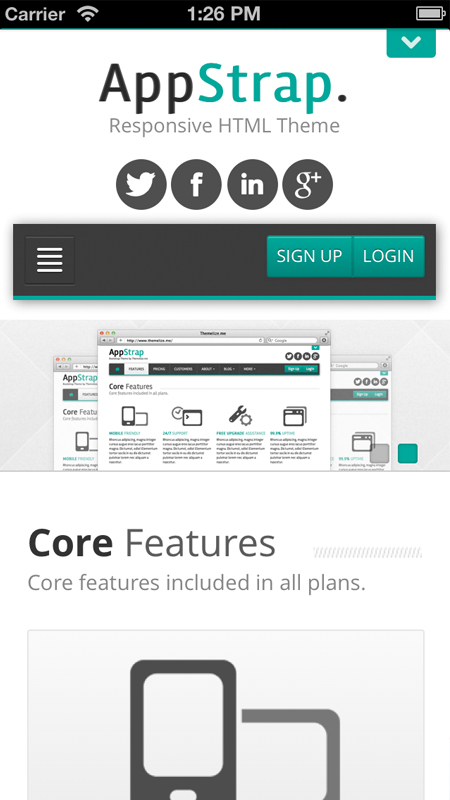 Carrier 1:26 PM
AppStrap.
Responsive HTML Theme
SIGN UP LOGIN
Themelize.me
http://www.themelize.me/
Google
AppStrap
FEATURES PRICING CUSTOMERS ABOUT BLOG MORE Sign Up Login
Core Features
Core features included in all plans.
MOBILE FRIENDLY 24/7 SUPPORT FREE UPGRADE ASSISTANCE 99.9% UPTIME
Core Features
Core features included in all plans.